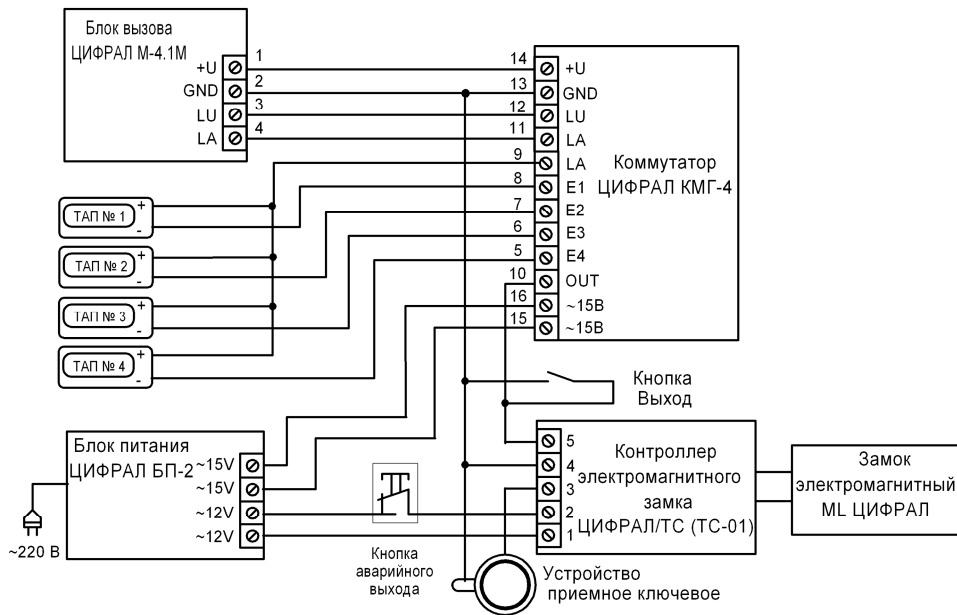 Блок вызова
ЦИФРАЛ М-4.1М
+U
GND
LU
LA
1
2
3
4
14
13
12
11
9
8
7
6
5
10
16
15
+U
GND
LU
LA
LA
E1
E2
E3
E4
OUT
~15В
~15В
Коммутатор
ЦИФРАЛ КМГ-4
ТАП № 1
+
-
ТАП № 2
+
-
ТАП № 3
+
-
ТАП № 4
+
-
Кнопка
Выход
Блок питания
ЦИФРАЛ БП-2
~15V
~15V
~12V
~12V
~220 В
Кнопка
аварийного
выхода
5
4
3
2
1
Контроллер
электромагнитного
замка
ЦИФРАЛ/ТС (ТС-01)
Замок
электромагнитный
ML ЦИФРАЛ
Устройство
приемное ключевое